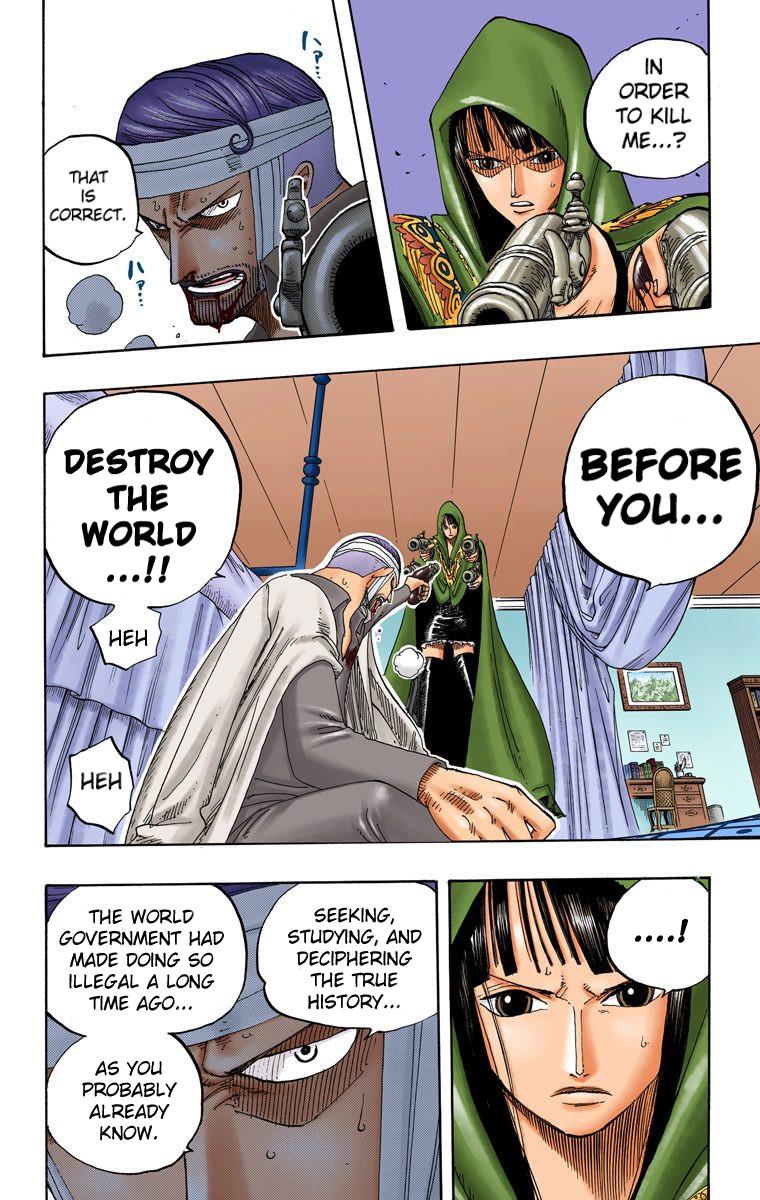 IN
ORDER
TO KILL
ME...?
ハァ…
THAT
IS
CORRECT.
ハァ…
BEFORE
YOU...
DESTROY
THE
WORLD
...!!
HEH
HEH
....!
SEEKING,
STUDYING, AND
DECIPHERING
THE TRUE
HISTORY...
THE WORLD
GOVERNMENT HAD
MADE DOING SO
ILLEGAL A LONG
TIME AGO...
AS YOU
PROBABLY
ALREADY
KNOW.